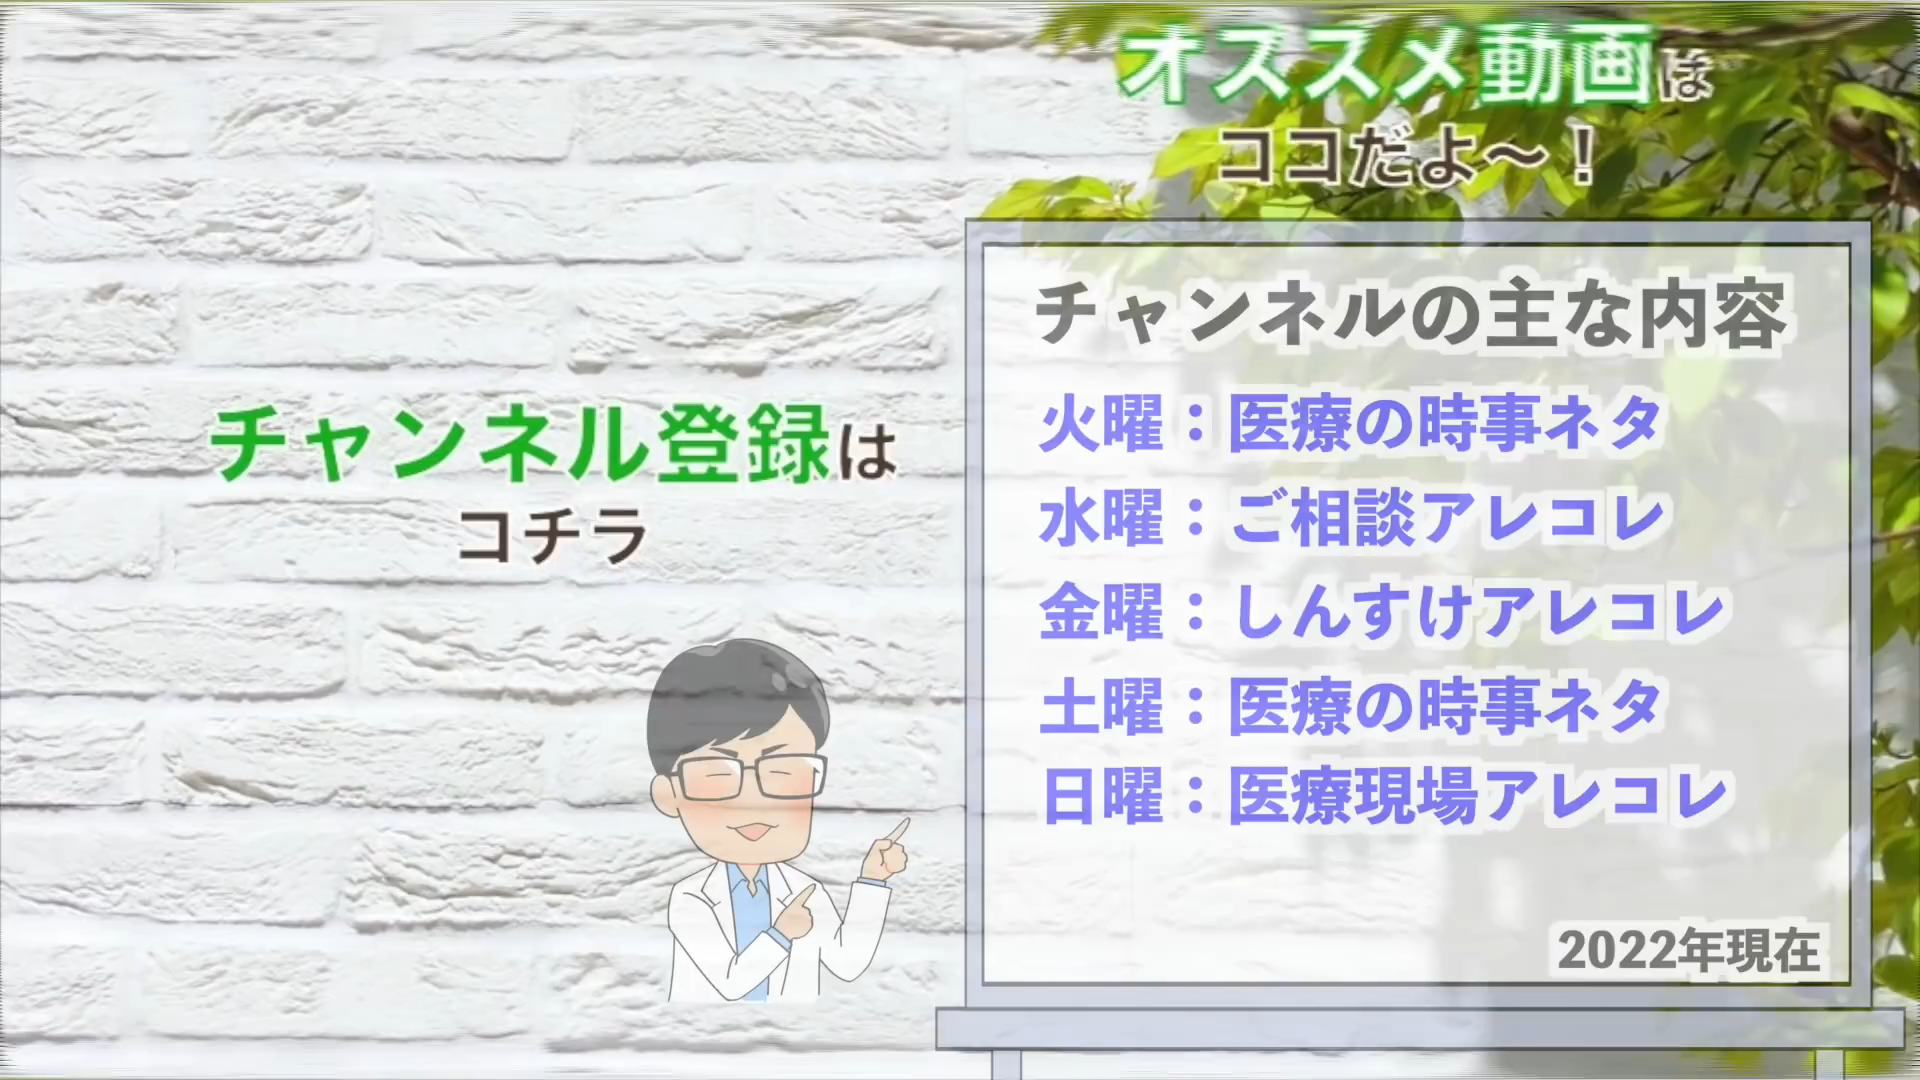 オススメ動画は
ココだよ～！
チャンネル登録は
コチラ
チャンネルの主な内容
火曜：医療の時事ネタ
水曜：ご相談アレコレ
金曜：しんすけアレコレ
土曜：医療の時事ネタ
日曜：医療現場アレコレ
2022年現在